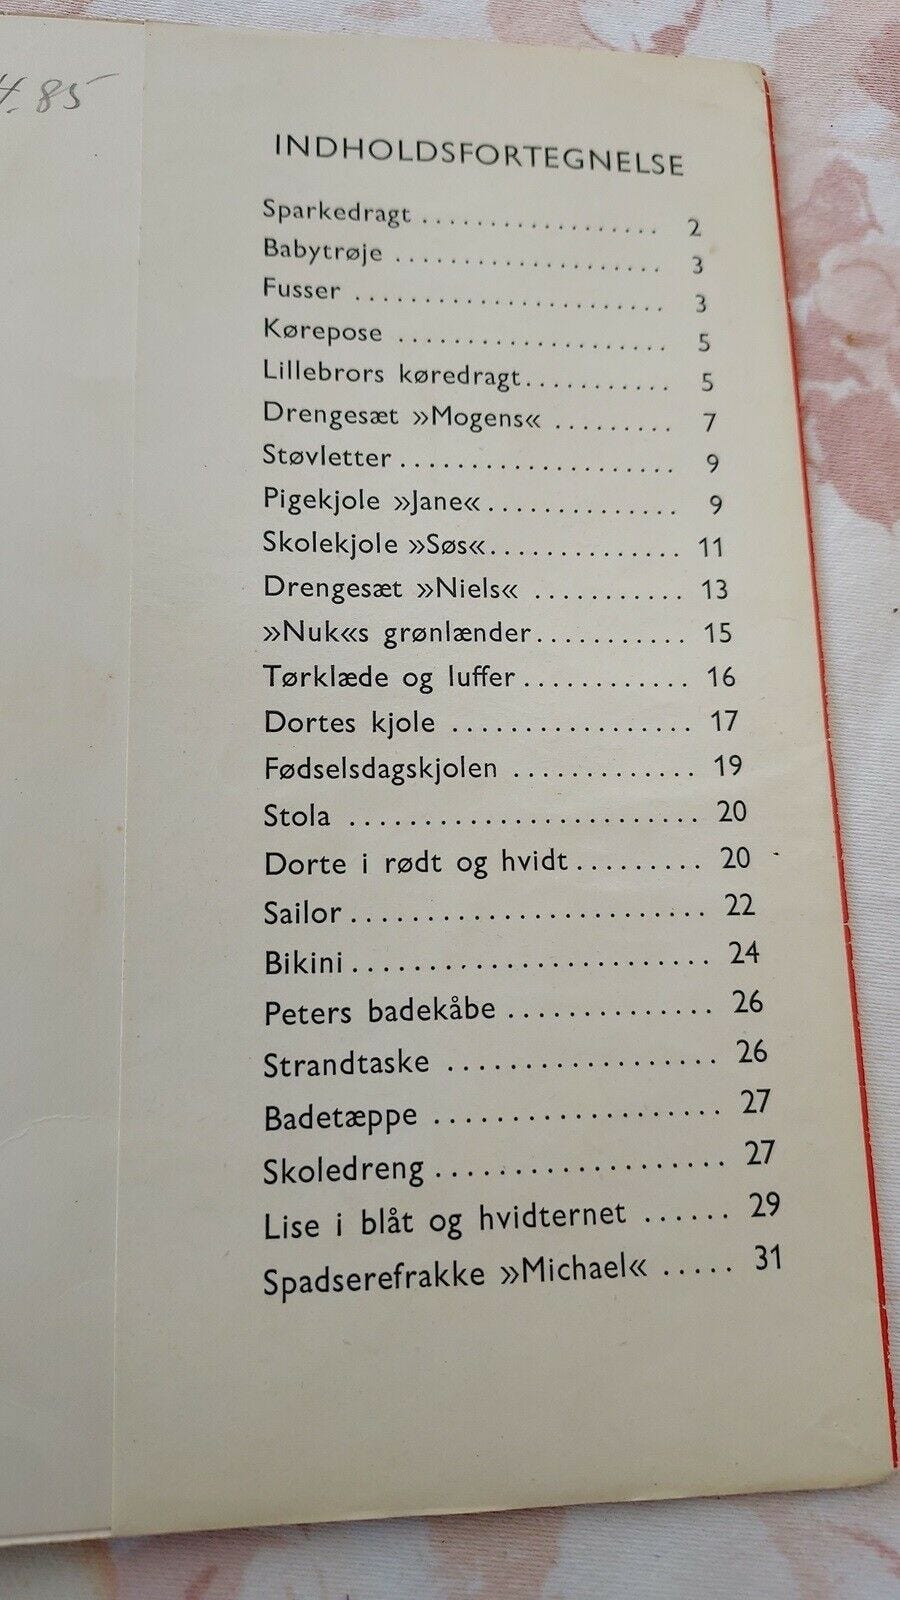 4.85
INDHOLDSFORTEGNELSE
Sparkedragt .................. 2
Babytrøje .................... 3
Fusser ....................... 3
Kørepose .................... 5
Lillebrors køredragt........... 5
Drengesæt »Mogens« ......... 7
Støvletter..................... 9
Pigekjole »Jane«............... 9
Skolekjole »Søs«............... 11
Drengesæt »Niels« ........... 13
»Nuk«s grønlænder........... 15
Tørklæde og luffer............. 16
Dortes kjole .................. 17
Fødselsdagskjolen ............. 19
Stola ........................ 20
Dorte i rødt og hvidt......... 20
Sailor........................ 22
Bikini........................ 24
Peters badekåbe .............. 26
Strandtaske .................. 26
Badetæppe .................... 27
Skoledreng.................... 27
Lise i blåt og hvidternet ...... 29
Spadserefrakke »Michael« ..... 31